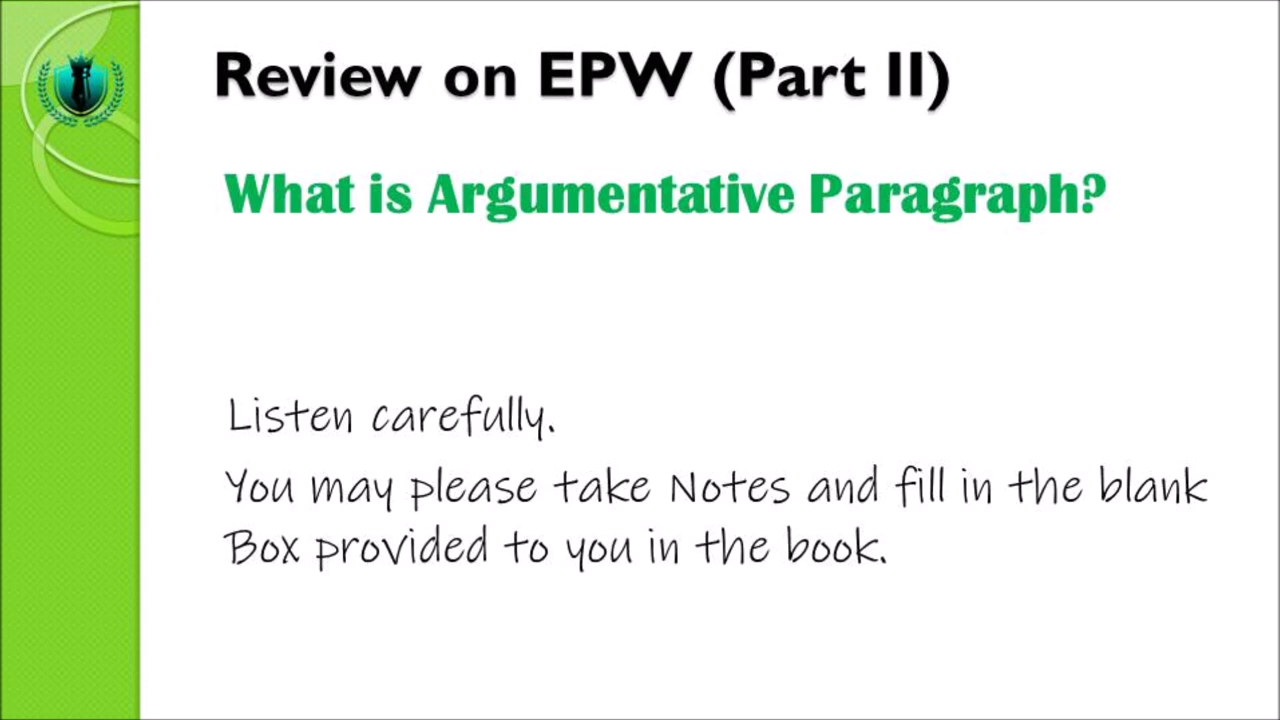 Review on EPW (Part II)
What is Argumentative Paragraph?
Listen carefully.
You may please take Notes and fill in the blank
Box provided to you in the book.